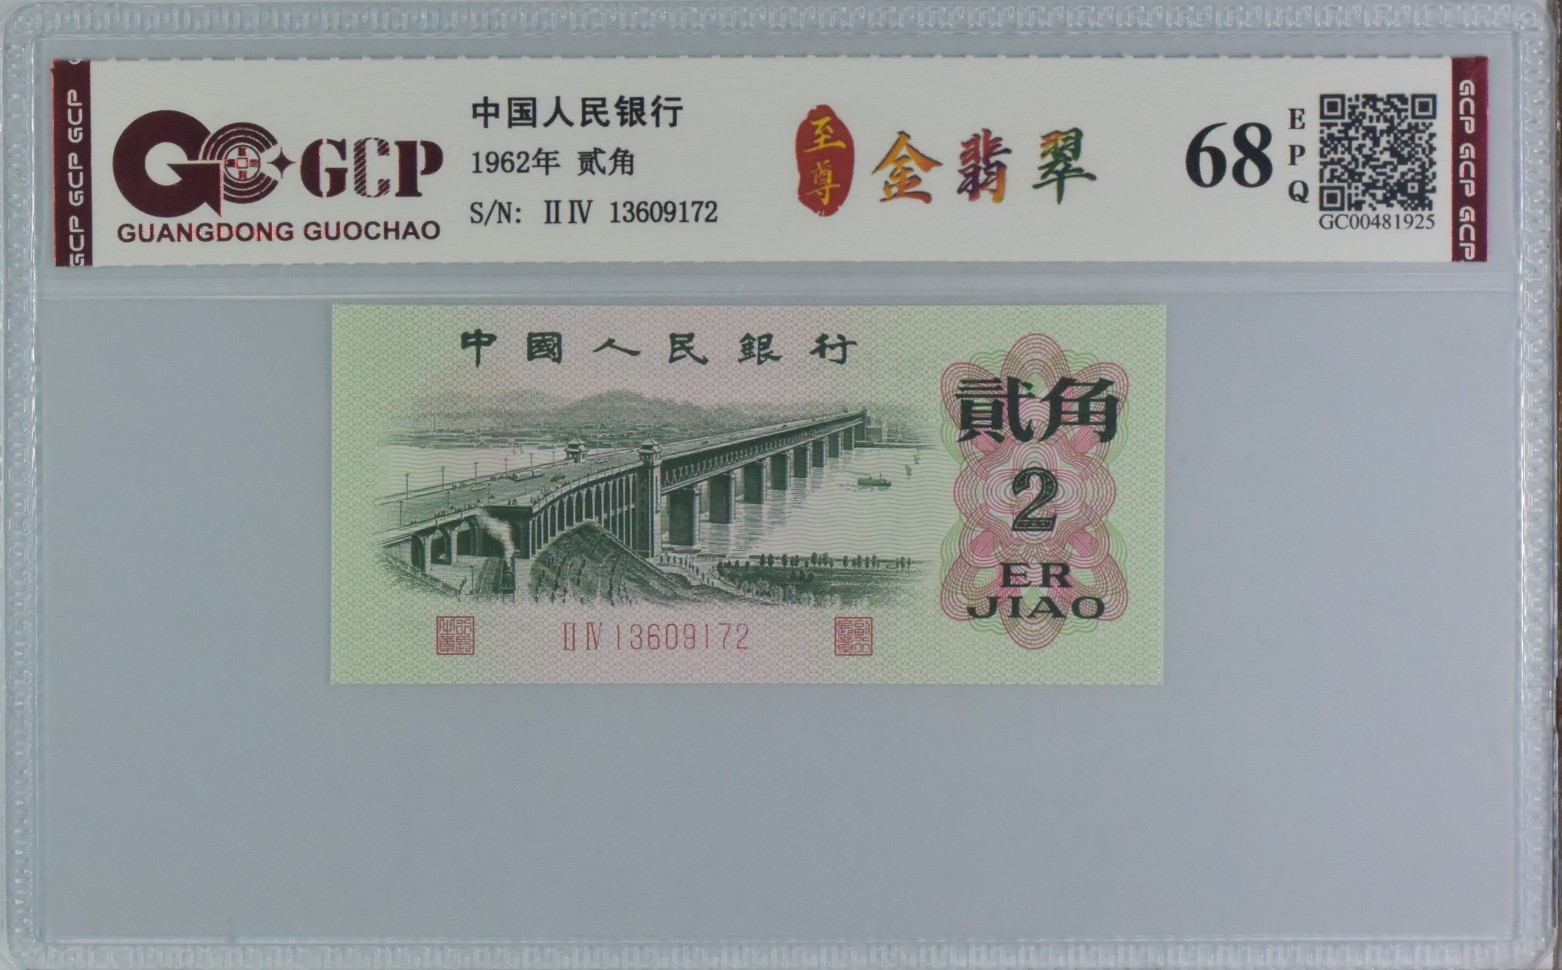 GCP GCP GCP
GCP
GUANGDONG GUOCHAO
中国人民银行
1962年 贰角
S/N: ⅡⅣ 13609172
至尊
金翡翠
68
EPQ
GC00481925
GCP GCP GCP
中國人民銀行
貳角
2
ER
JIAO
ⅡⅣ 13609172